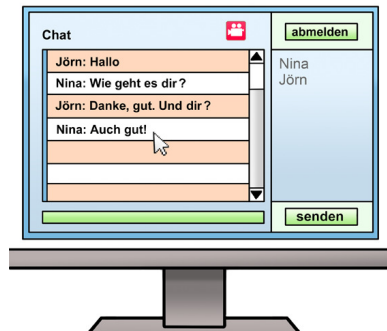 Chat
abmelden
Jörn: Hallo
Nina: Wie geht es dir?
Jörn: Danke, gut. Und dir?
Nina: Auch gut!
Nina
Jörn
senden